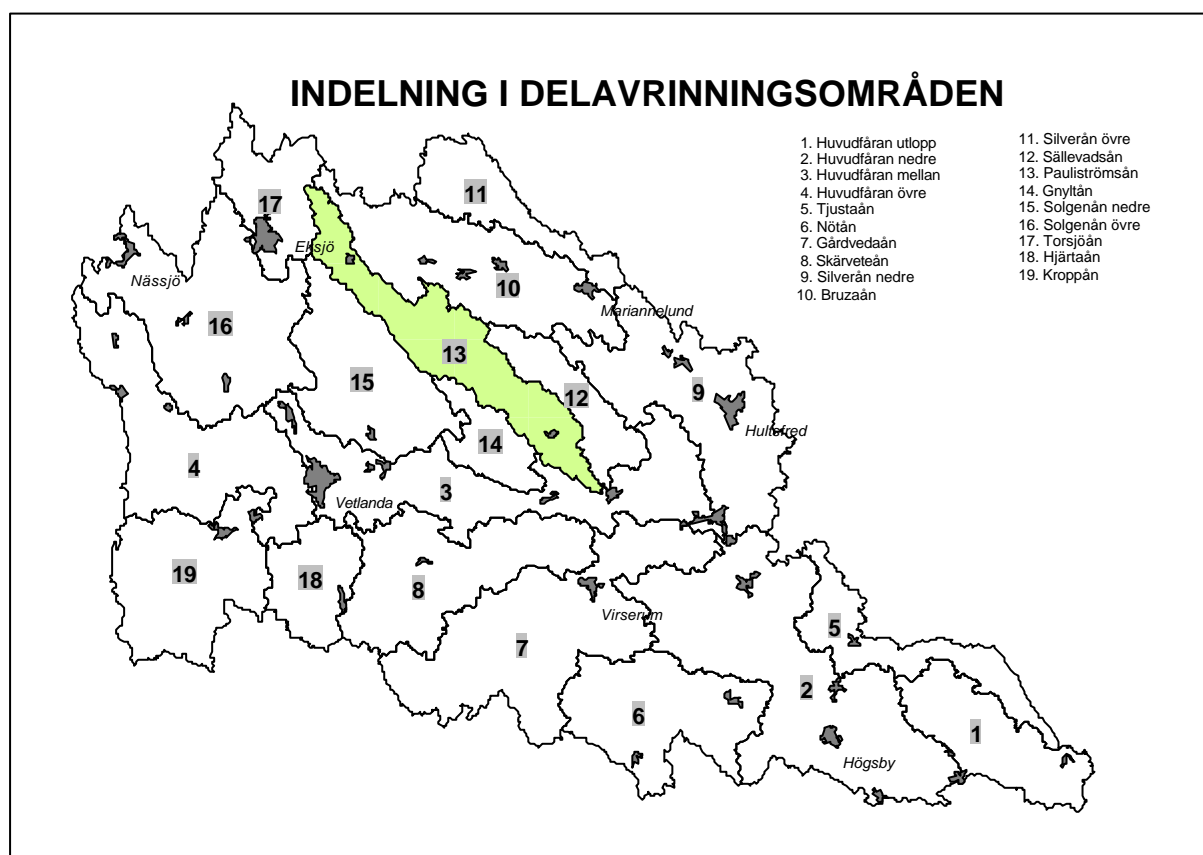 INDELNING I DELAVRINNINGSOMRÅDEN
1. Huvudfåran utlopp
2. Huvudfåran nedre
3. Huvudfåran mellan
4. Huvudfåran övre
5. Tjustaån
6. Nötån
7. Gårdvedaån
8. Skärveteån
9. Silverån nedre
10. Bruzaån
11. Silverån övre
12. Sällevadsån
13. Pauliströmsån
14. Gnyltån
15. Solgenån nedre
16. Solgenån övre
17. Torsjöån
18. Hjärtaån
19. Kroppån
11
17
Eksjö
Nässjö
10
Mariannelund
16
13
15
12
9
Hultsfred
14
4
3
Vetlanda
19
18
8
Virserum
5
7
2
6
1
Högsby